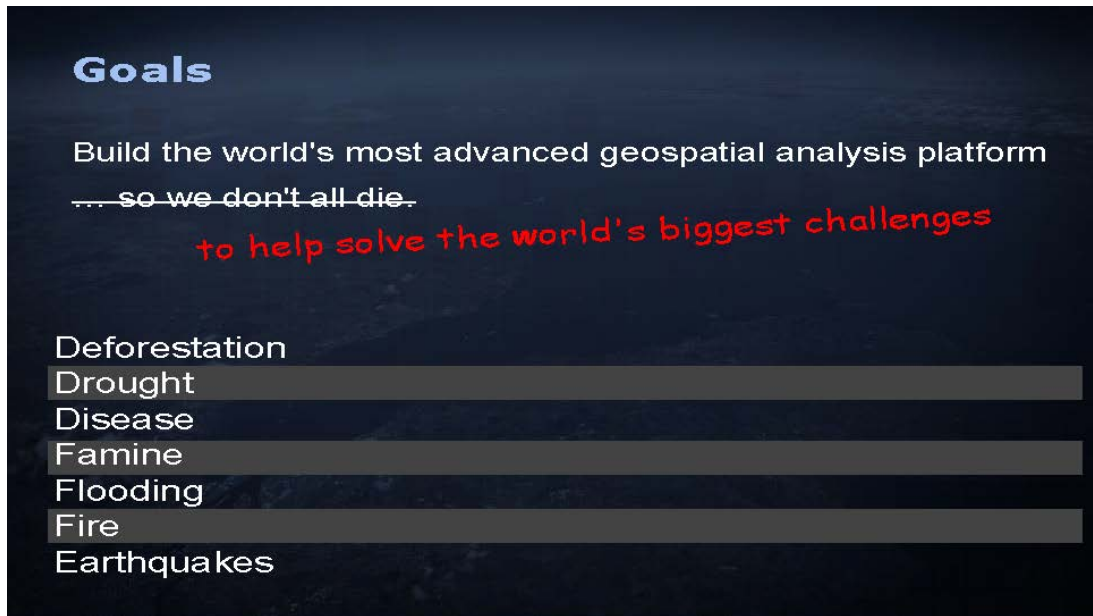 Goals
Build the world's most advanced geospatial analysis platform
... so we don't all die.
to help solve the world's biggest challenges
Deforestation
Drought
Disease
Famine
Flooding
Fire
Earthquakes